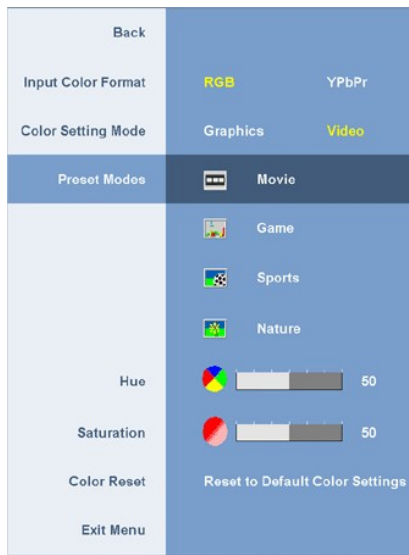 Back
Input Color Format RGB YPbPr
Color Setting Mode Graphics Video
Preset Modes Movie
Game
Sports
Nature
Hue 50
Saturation 50
Color Reset Reset to Default Color Settings
Exit Menu